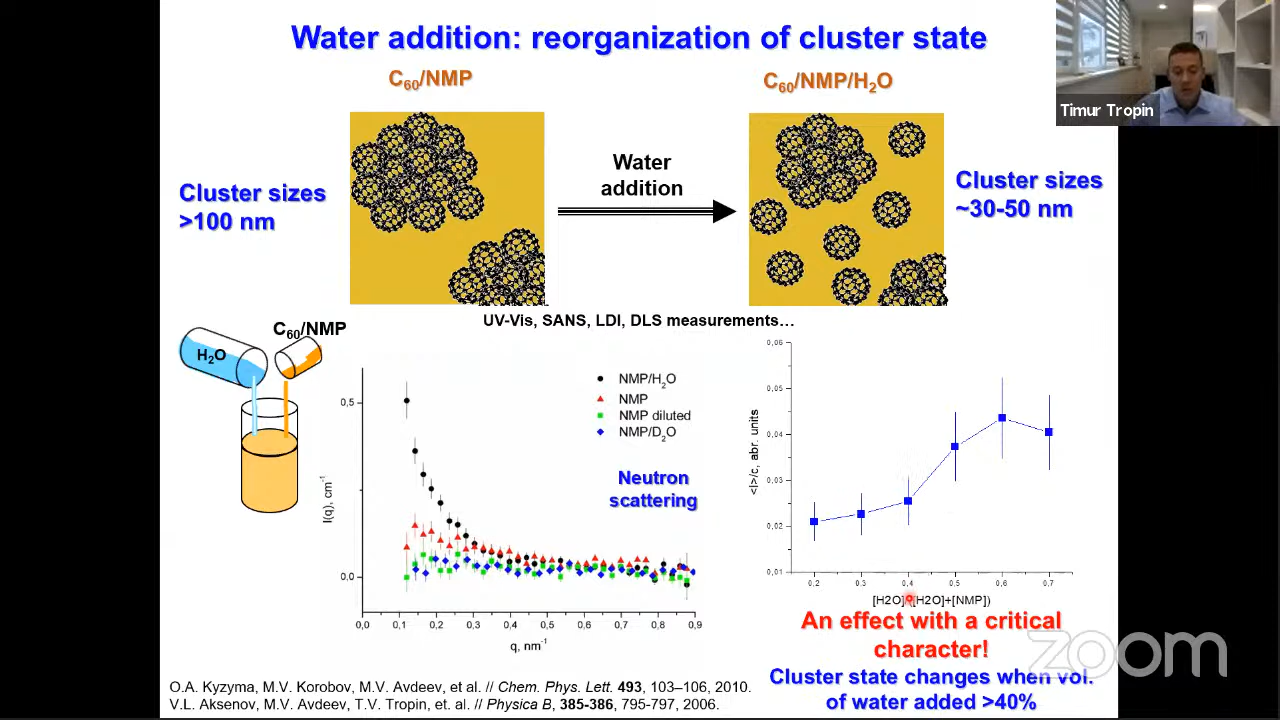 Water addition: reorganization of cluster state
Timur Tropin
C60/NMP
C60/NMP/H2O
Cluster sizes
>100 nm
Water
addition
Cluster sizes
~30-50 nm
UV-Vis, SANS, LDI, DLS measurements…
C60/NMP
H2O
0,5
0,0
I(q), cm-1
0,0 0,1 0,2 0,3 0,4 0,5 0,6 0,7 0,8 0,9
q, nm-1
NMP/H2O
NMP
NMP diluted
NMP/D2O
Neutron
scattering
0,06
0,05
0,04
0,03
0,02
0,01
<I>/c, abr. units
0,2 0,3 0,4 0,5 0,6 0,7
[H2O]/([H2O]+[NMP])
An effect with a critical
character!
Cluster state changes when vol.
of water added >40%
zoom
O.A. Kyzyma, M.V. Korobov, M.V. Avdeev, et al. // Chem. Phys. Lett. 493, 103–106, 2010.
V.L. Aksenov, M.V. Avdeev, T.V. Tropin, et. al. // Physica B, 385-386, 795-797, 2006.